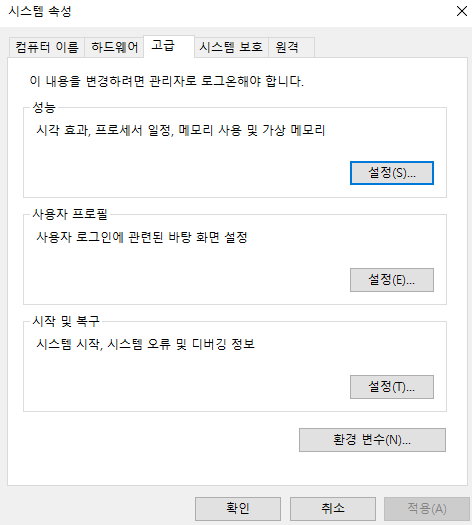 시스템 속성
컴퓨터 이름 하드웨어 고급 시스템 보호 원격
이 내용을 변경하려면 관리자로 로그온해야 합니다.
성능
시각 효과, 프로세서 일정, 메모리 사용 및 가상 메모리
설정(S)...
사용자 프로필
사용자 로그인에 관련된 바탕 화면 설정
설정(E)...
시작 및 복구
시스템 시작, 시스템 오류 및 디버깅 정보
설정(T)...
환경 변수(N)...
확인 취소 적용(A)